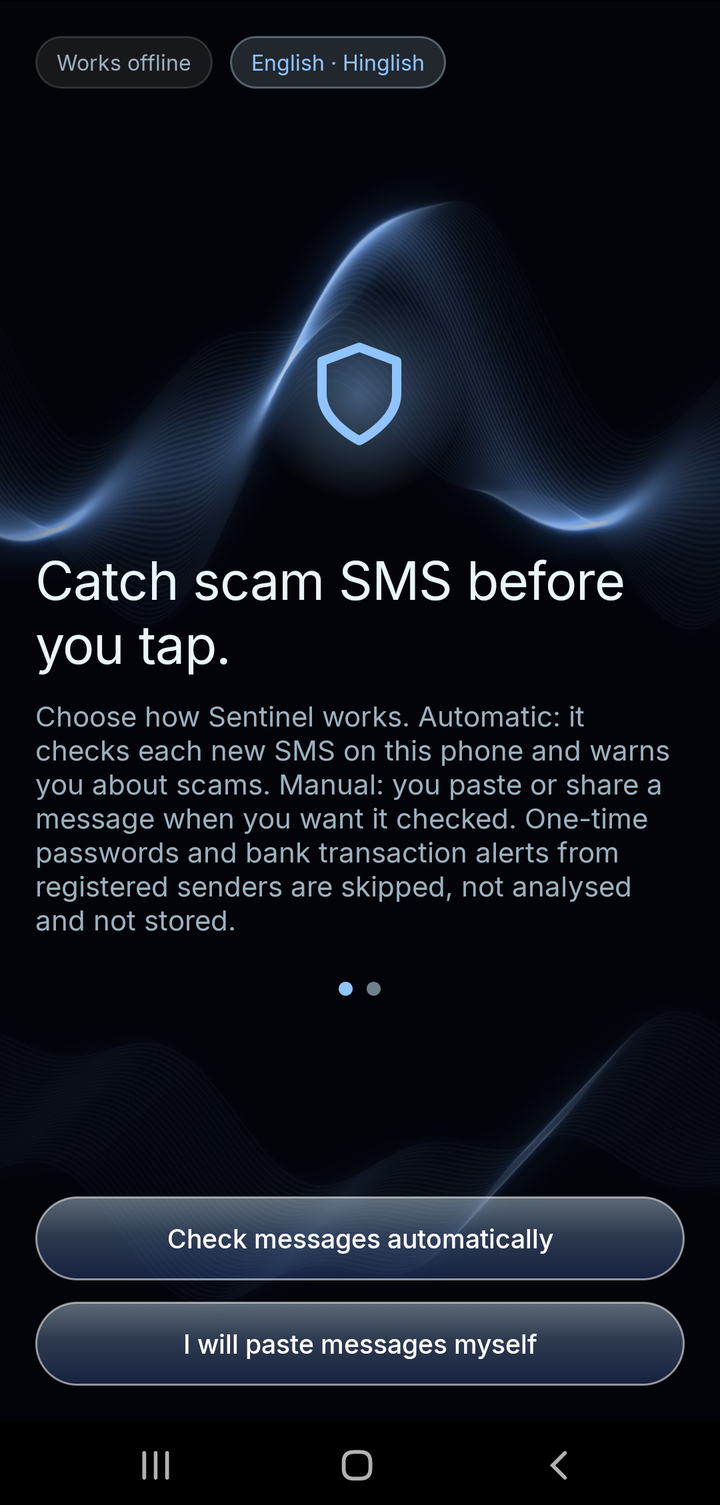 Works offline
English · Hinglish
Catch scam SMS before
you tap.
Choose how Sentinel works. Automatic: it
checks each new SMS on this phone and warns
you about scams. Manual: you paste or share a
message when you want it checked. One-time
passwords and bank transaction alerts from
registered senders are skipped, not analysed
and not stored.
Check messages automatically
I will paste messages myself